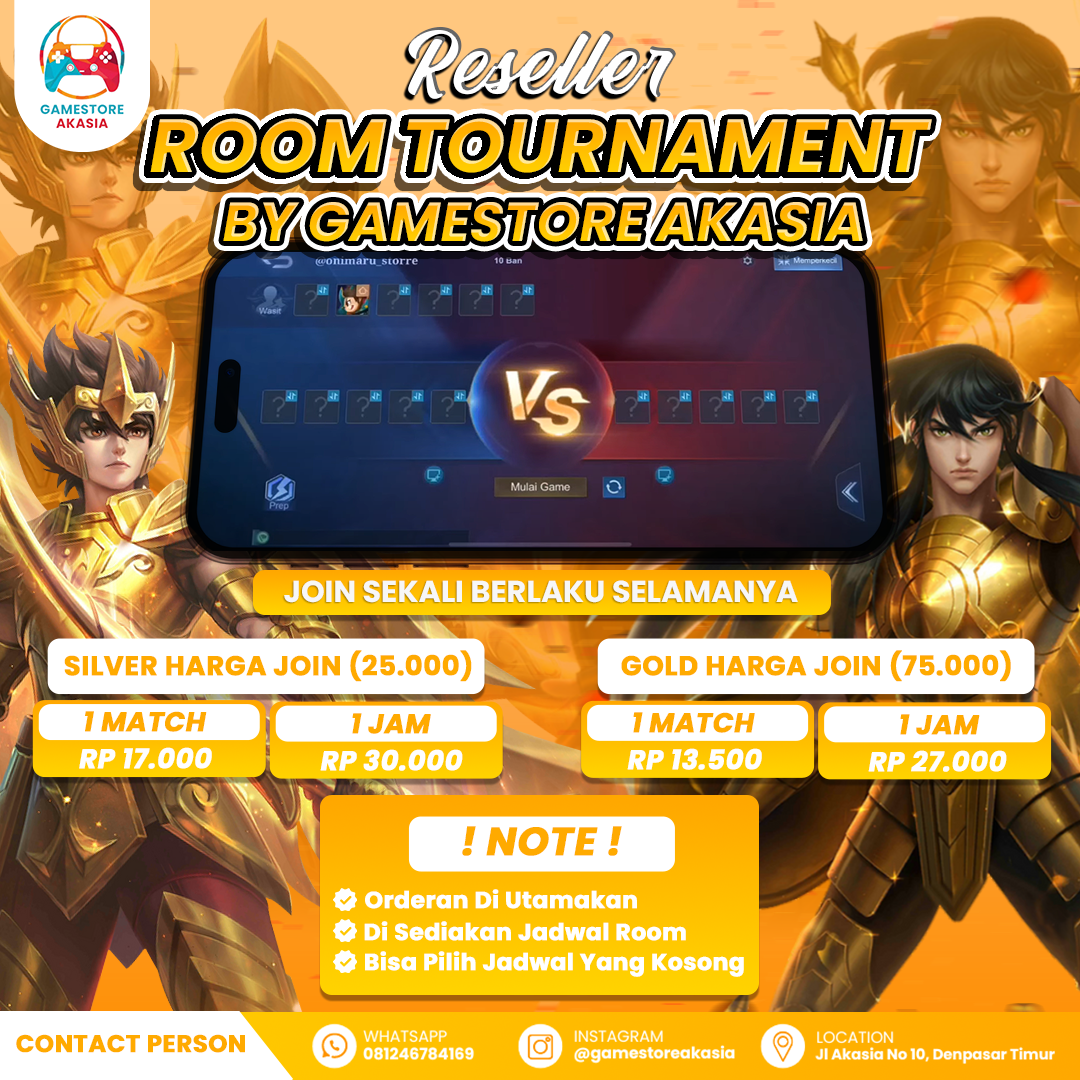 GAMESTORE
AKASIA
Reseller
ROOM TOURNAMENT
BY GAMESTORE AKASIA
@onimaru_storre
10 Ban
Memperkecil
Wasit
? ? ? ? ? ?
? ? ? ? ?
VS
? ? ? ? ?
Prep
Mulai Game
JOIN SEKALI BERLAKU SELAMANYA
SILVER HARGA JOIN (25.000)
1 MATCH
RP 17.000
1 JAM
RP 30.000
GOLD HARGA JOIN (75.000)
1 MATCH
RP 13.500
1 JAM
RP 27.000
! NOTE !
Orderan Di Utamakan
Di Sediakan Jadwal Room
Bisa Pilih Jadwal Yang Kosong
CONTACT PERSON
WHATSAPP
081246784169
INSTAGRAM
@gamestoreakasia
LOCATION
Jl Akasia No 10, Denpasar Timur